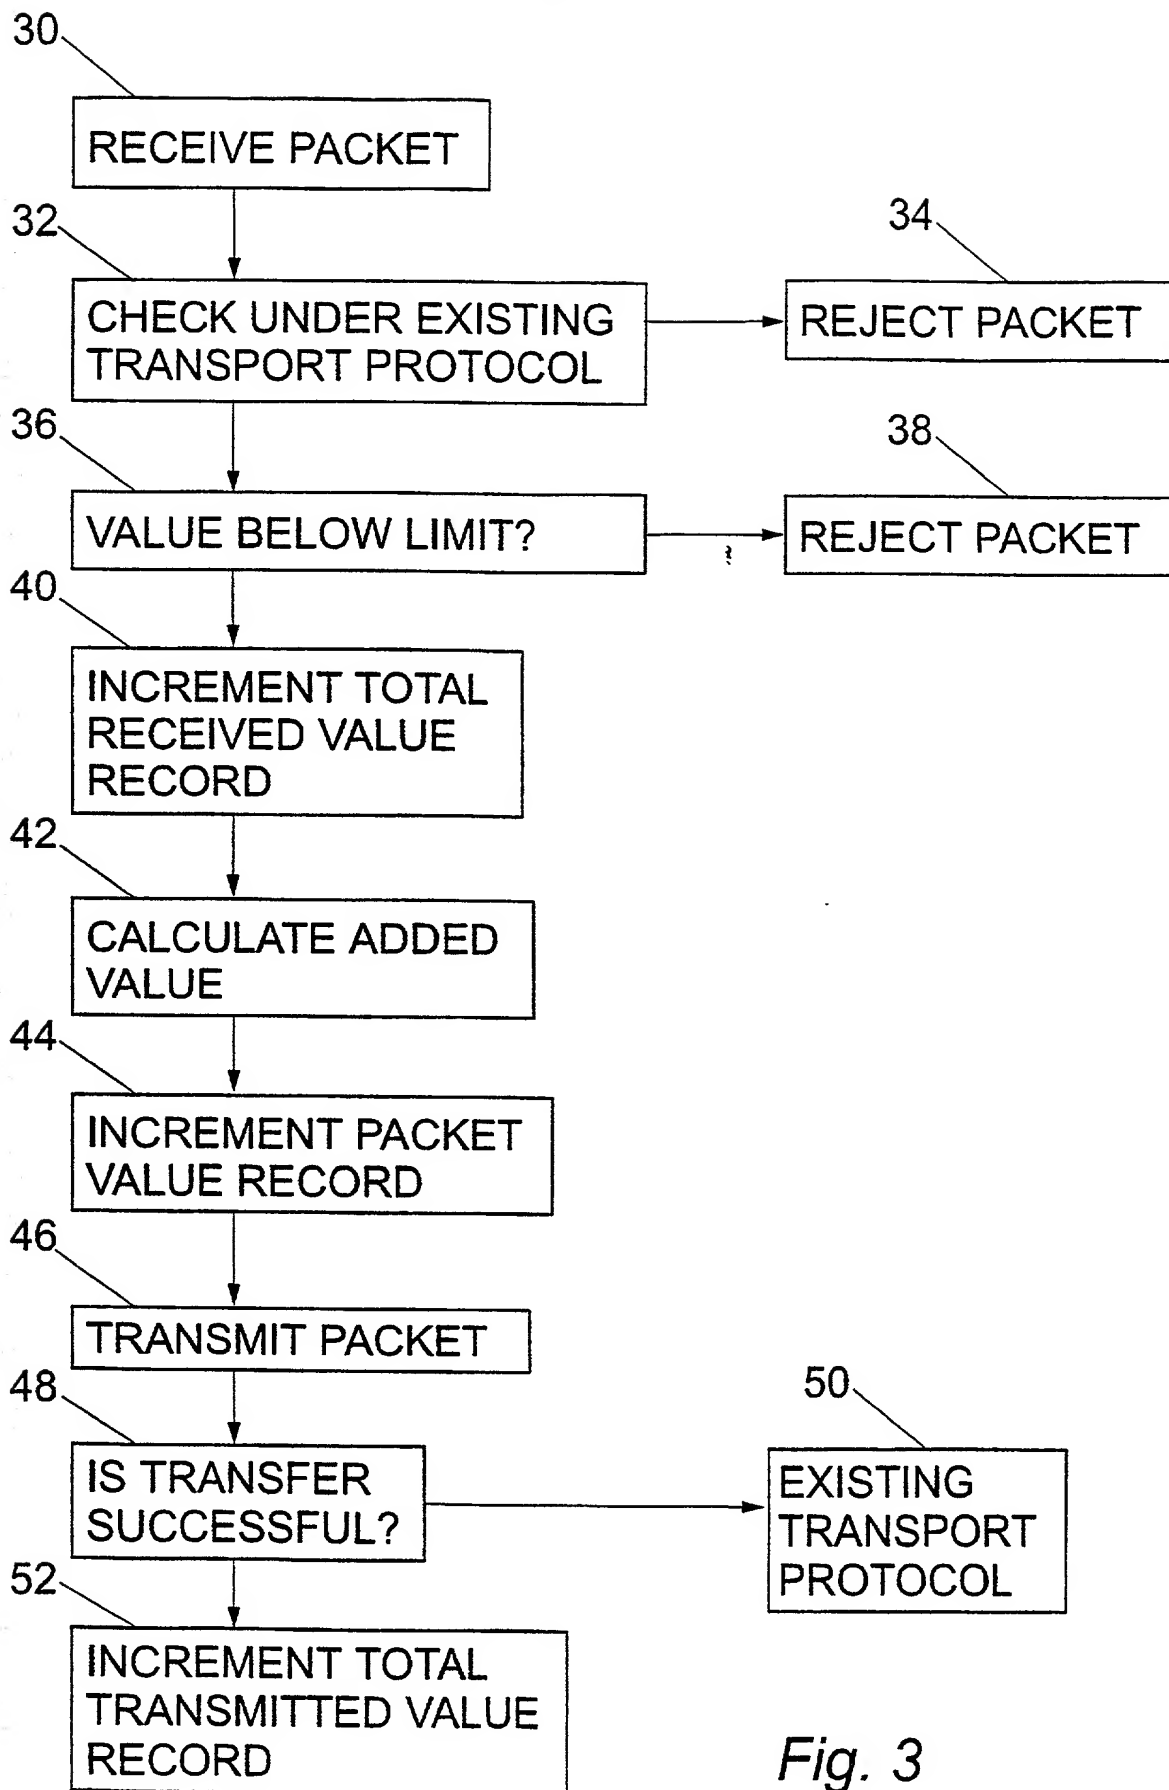 30
RECEIVE PACKET
32
34
CHECK UNDER EXISTING
TRANSPORT PROTOCOL
REJECT PACKET
36
38
VALUE BELOW LIMIT?
REJECT PACKET
40
INCREMENT TOTAL
RECEIVED VALUE
RECORD
42
CALCULATE ADDED
VALUE
44
INCREMENT PACKET
VALUE RECORD
46
TRANSMIT PACKET
48
50
IS TRANSFER
SUCCESSFUL?
EXISTING
TRANSPORT
PROTOCOL
52
INCREMENT TOTAL
TRANSMITTED VALUE
RECORD
Fig. 3